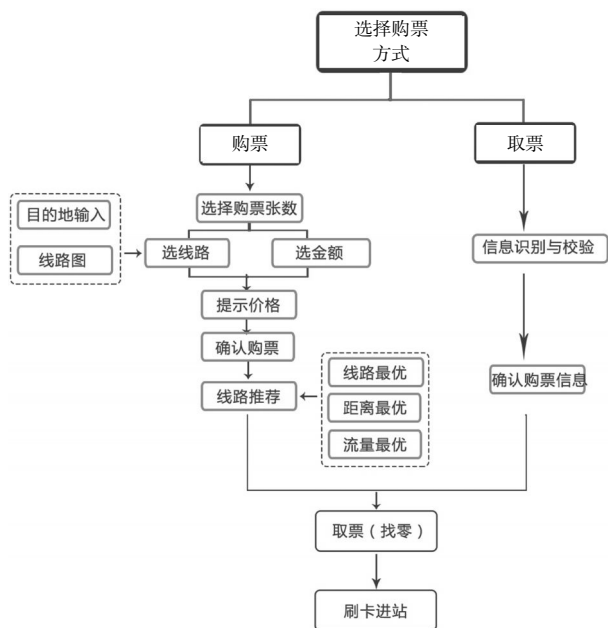 选择购票
方式
购票
取票
选择购票张数
目的地输入
线路图
选线路
选金额
信息识别与校验
提示价格
确认购票
线路推荐
线路最优
距离最优
流量最优
确认购票信息
取票（找零）
刷卡进站